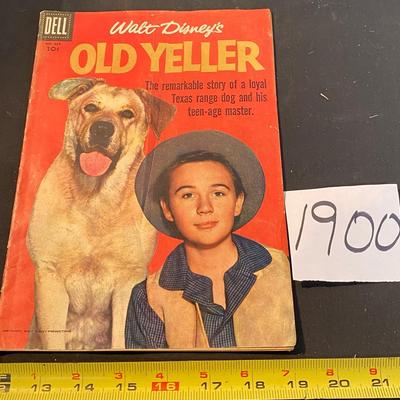 DELL
10¢
Walt Disney's
OLD YELLER
The remarkable story of a loyal
Texas range dog and his
teen-age master.
1900
13 14 15 16 17 18 19 20 21